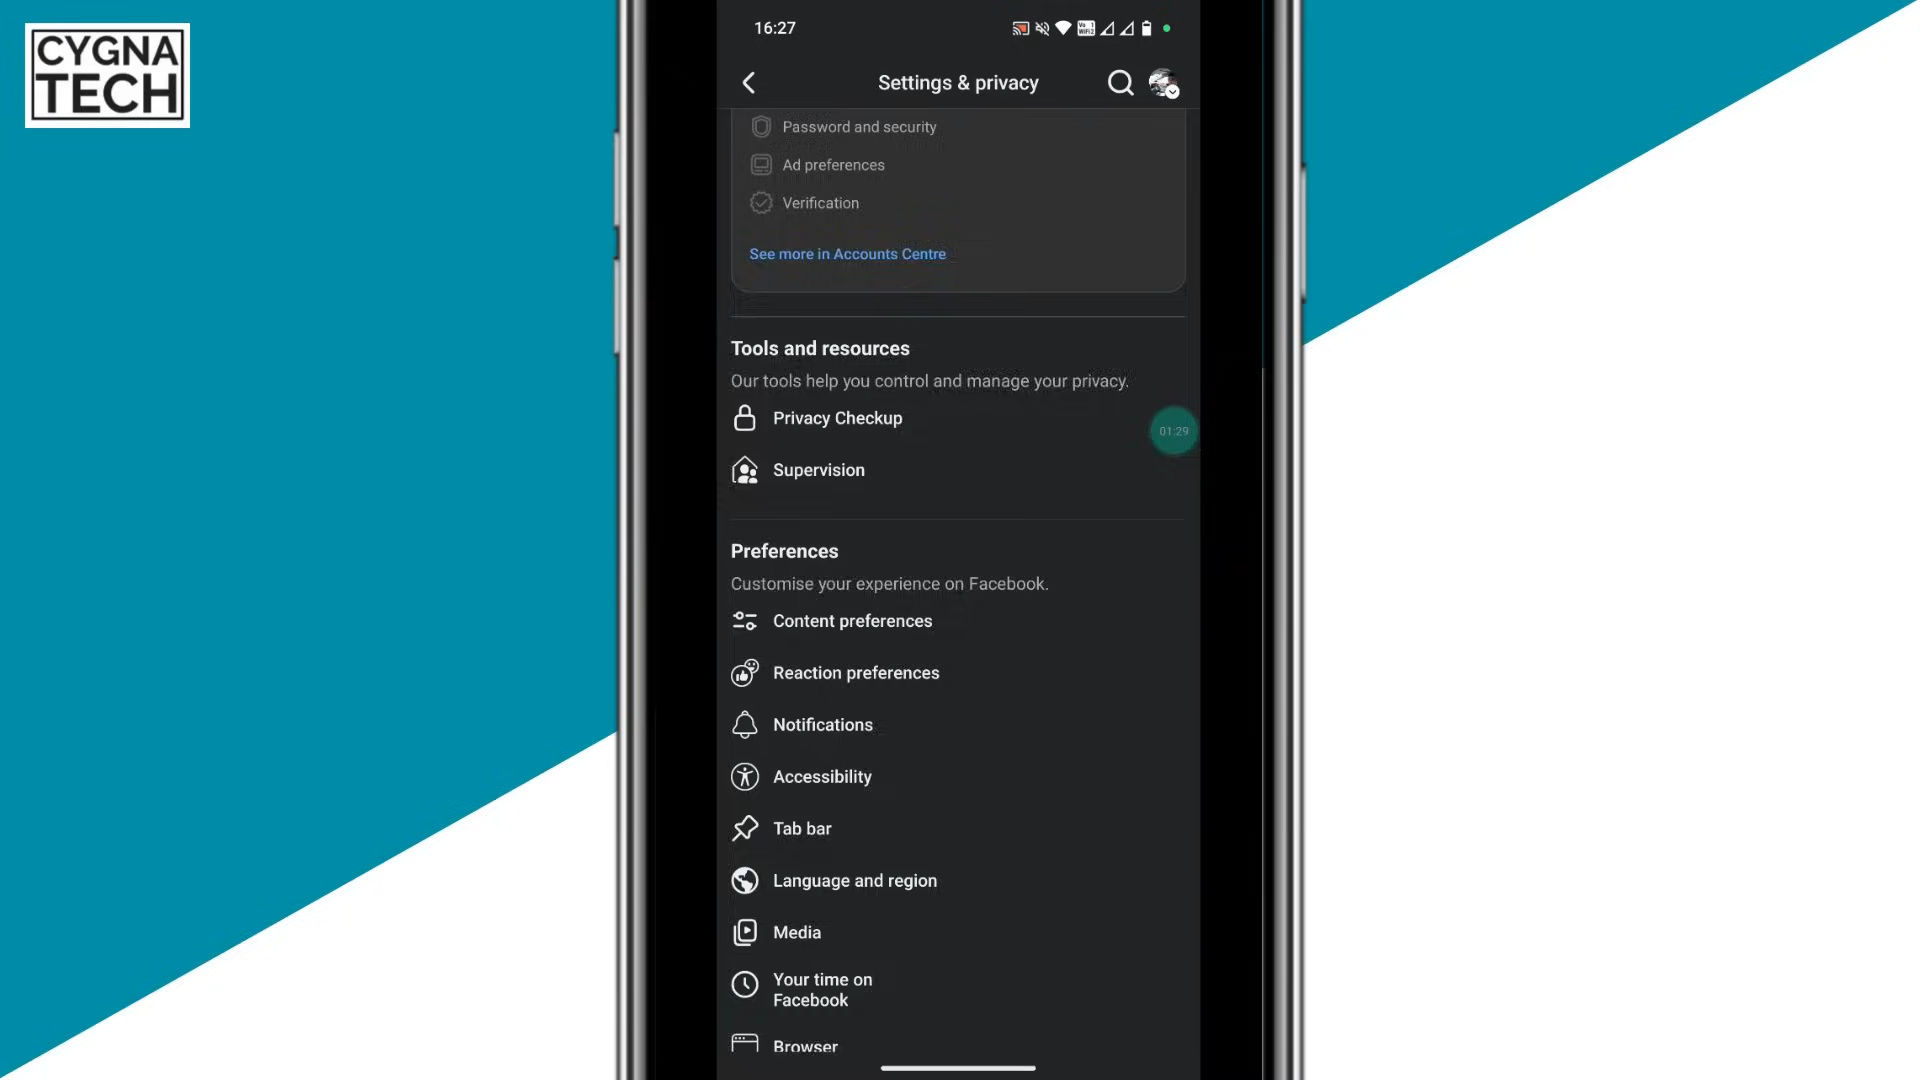 CYGNA
TECH
16:27
Settings & privacy
Password and security
Ad preferences
Verification
See more in Accounts Centre
Tools and resources
Our tools help you control and manage your privacy.
Privacy Checkup
01:29
Supervision
Preferences
Customise your experience on Facebook.
Content preferences
Reaction preferences
Notifications
Accessibility
Tab bar
Language and region
Media
Your time on
Facebook
Browser